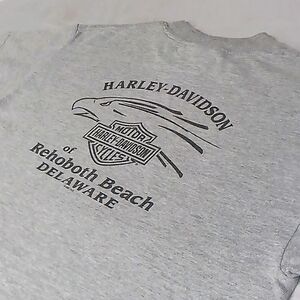 HARLEY-DAVIDSON
MOTOR
HARLEY-DAVIDSON
CYCLES
of
Rehoboth Beach
DELAWARE